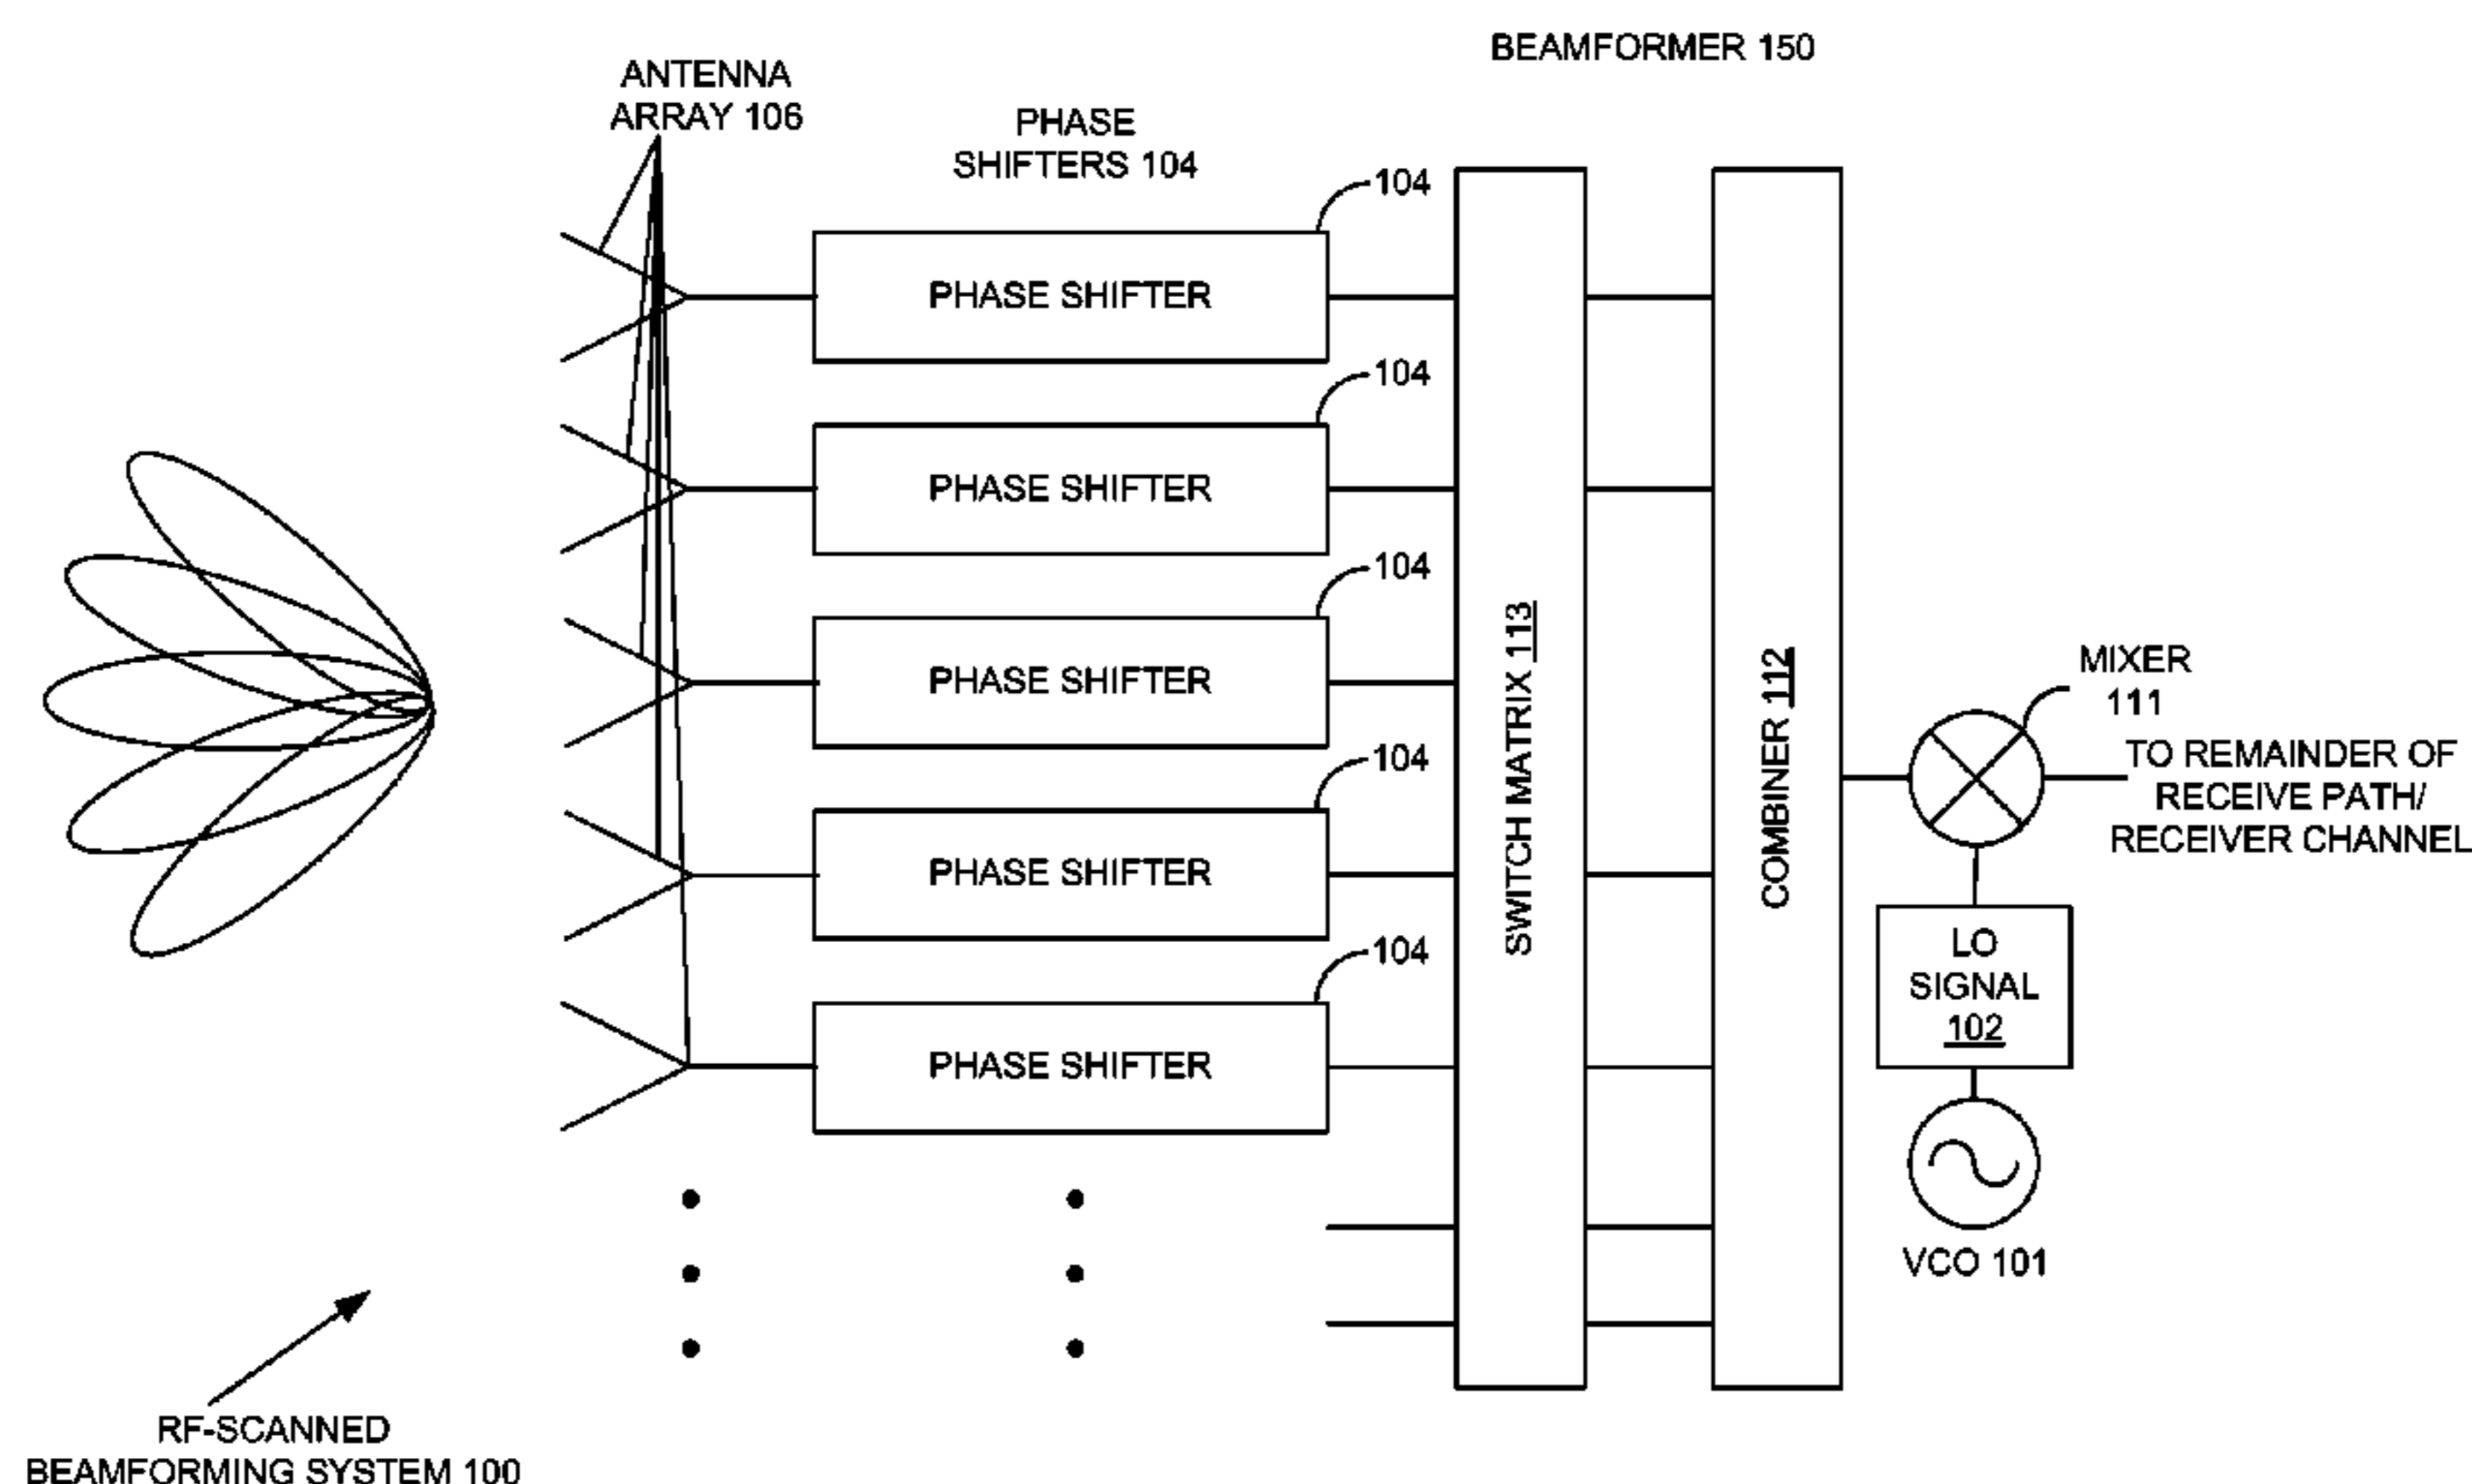 BEAMFORMER 150
ANTENNA
ARRAY 106
PHASE
SHIFTERS 104
104
PHASE SHIFTER
104
PHASE SHIFTER
104
PHASE SHIFTER
104
PHASE SHIFTER
104
PHASE SHIFTER
SWITCH MATRIX 113
COMBINER 112
MIXER
111
TO REMAINDER OF
RECEIVE PATH/
RECEIVER CHANNEL
LO
SIGNAL
102
VCO 101
RF-SCANNED
BEAMFORMING SYSTEM 100